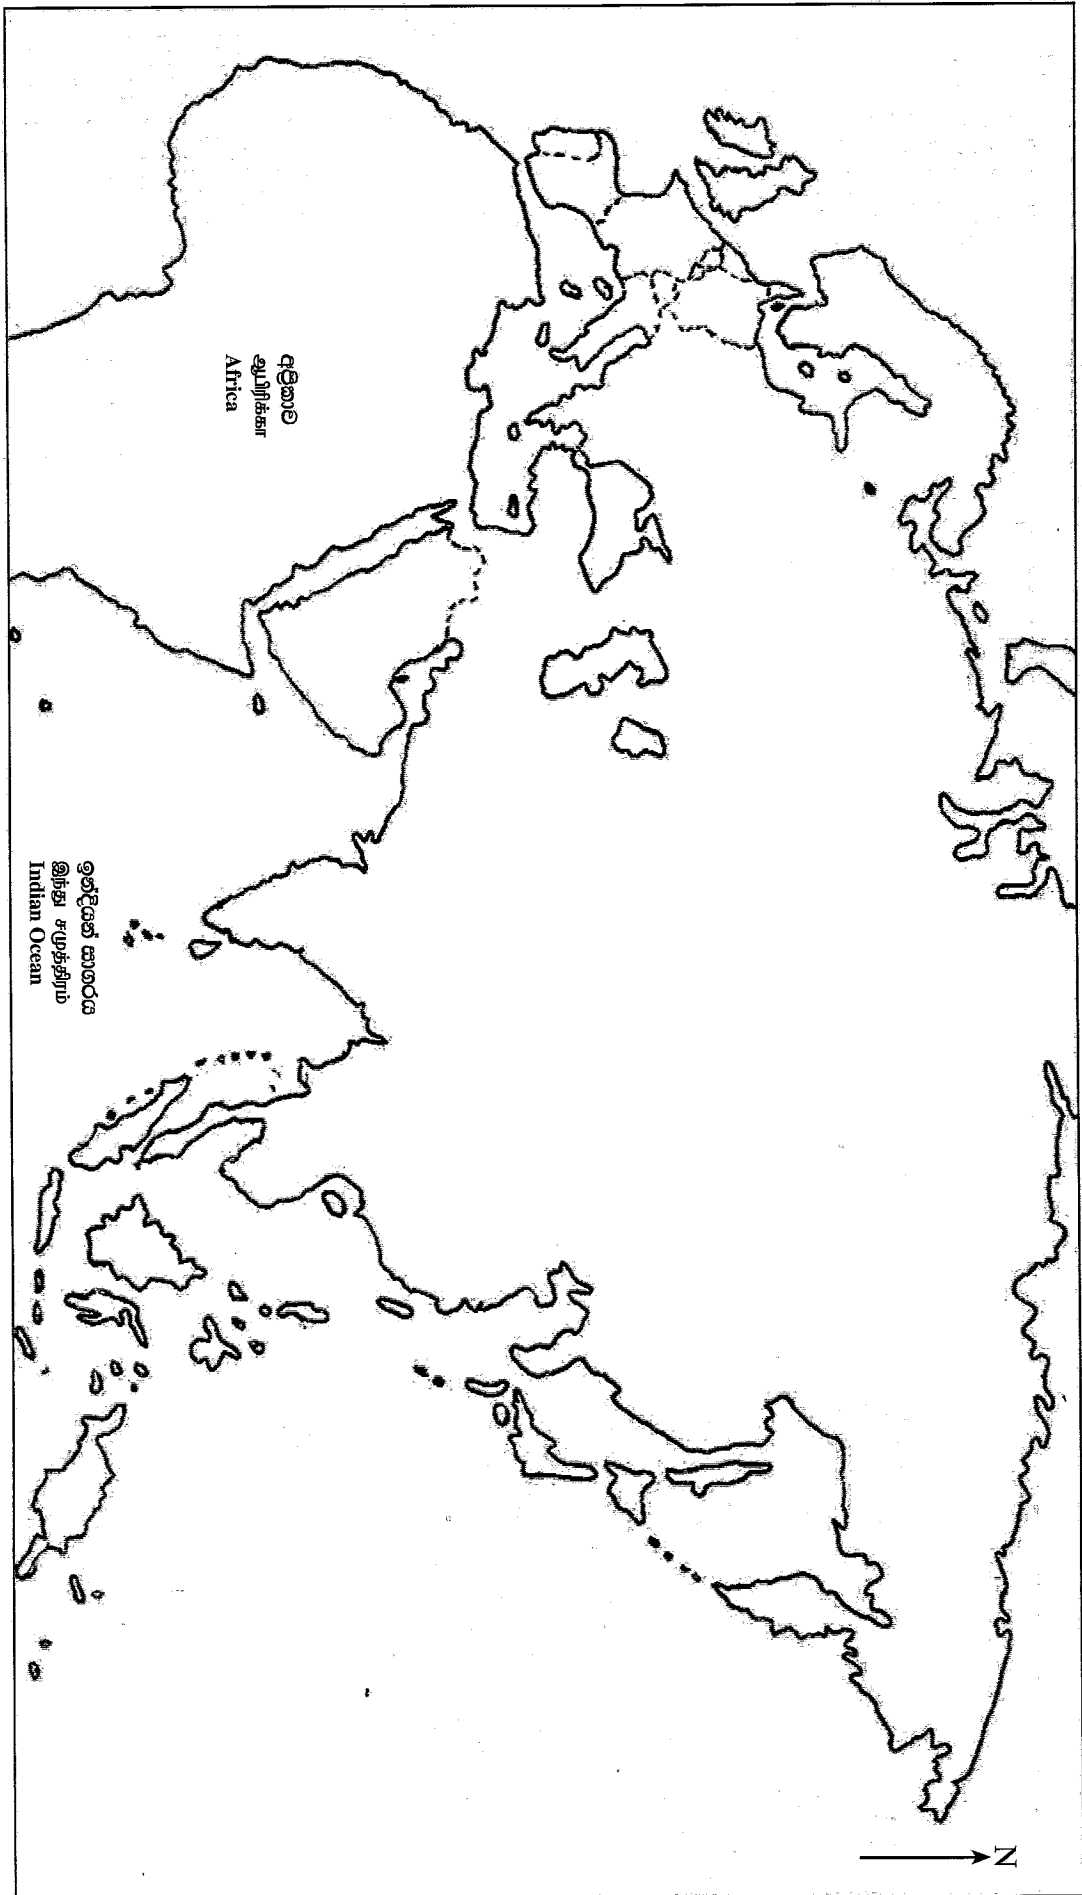 අප්‍රිකාව
ஆபிரிக்கா
Africa
ඉන්දියන් සාගරය
இந்து சமுத்திரம்
Indian Ocean
N